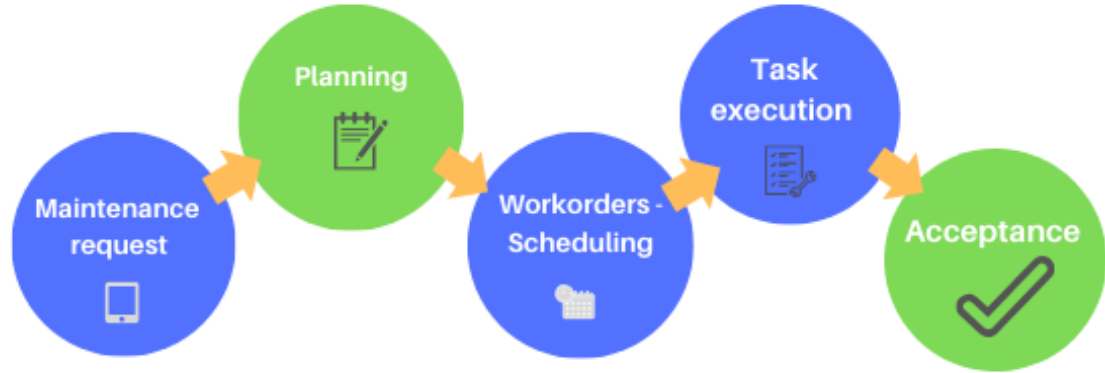 Maintenance
request
Planning
Workorders -
Scheduling
Task
execution
Acceptance